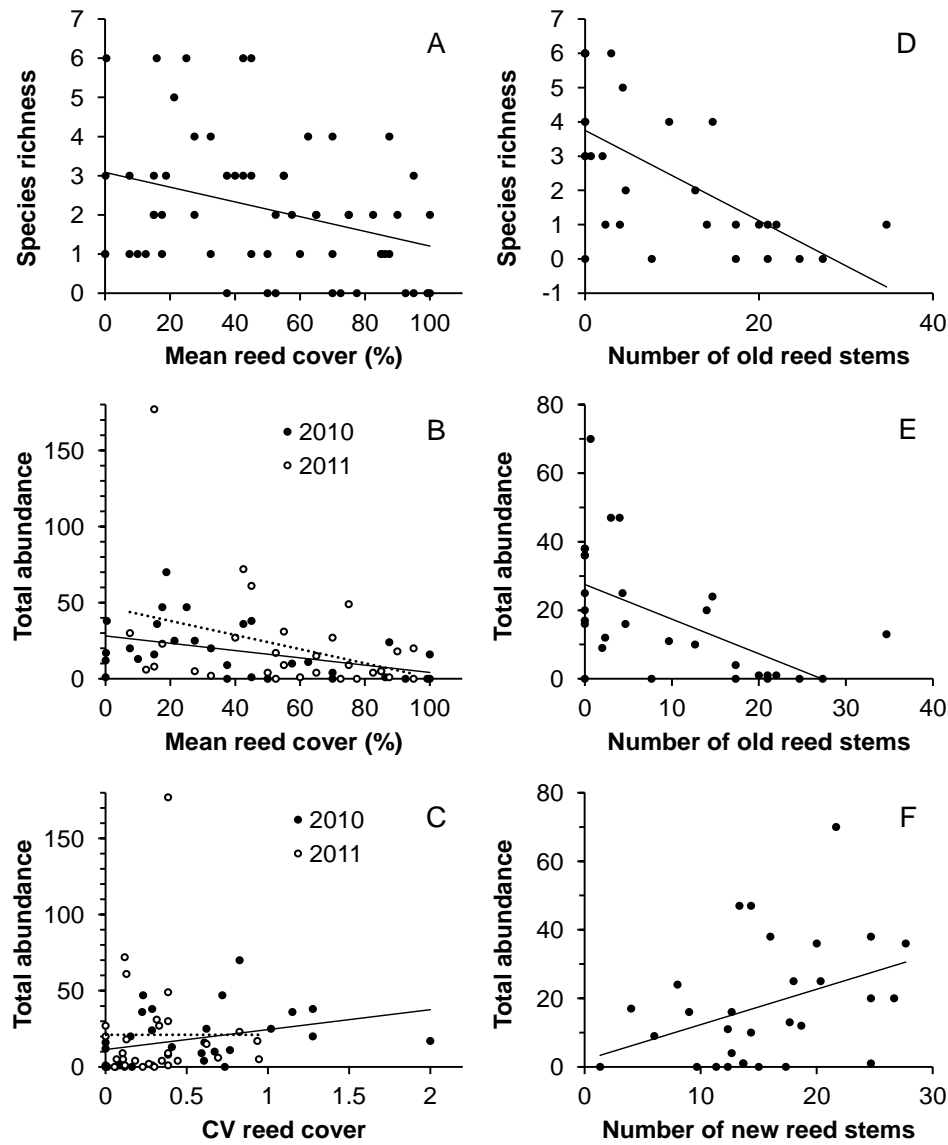 A
Species richness
7
6
5
4
3
2
1
0
0 20 40 60 80 100
Mean reed cover (%)
D
Species richness
7
6
5
4
3
2
1
0
-1
0 20 40
Number of old reed stems
B
2010
2011
Total abundance
150
100
50
0
0 20 40 60 80 100
Mean reed cover (%)
E
Total abundance
80
60
40
20
0
0 10 20 30 40
Number of old reed stems
C
2010
2011
Total abundance
150
100
50
0
0 0.5 1 1.5 2
CV reed cover
F
Total abundance
80
60
40
20
0
0 10 20 30
Number of new reed stems